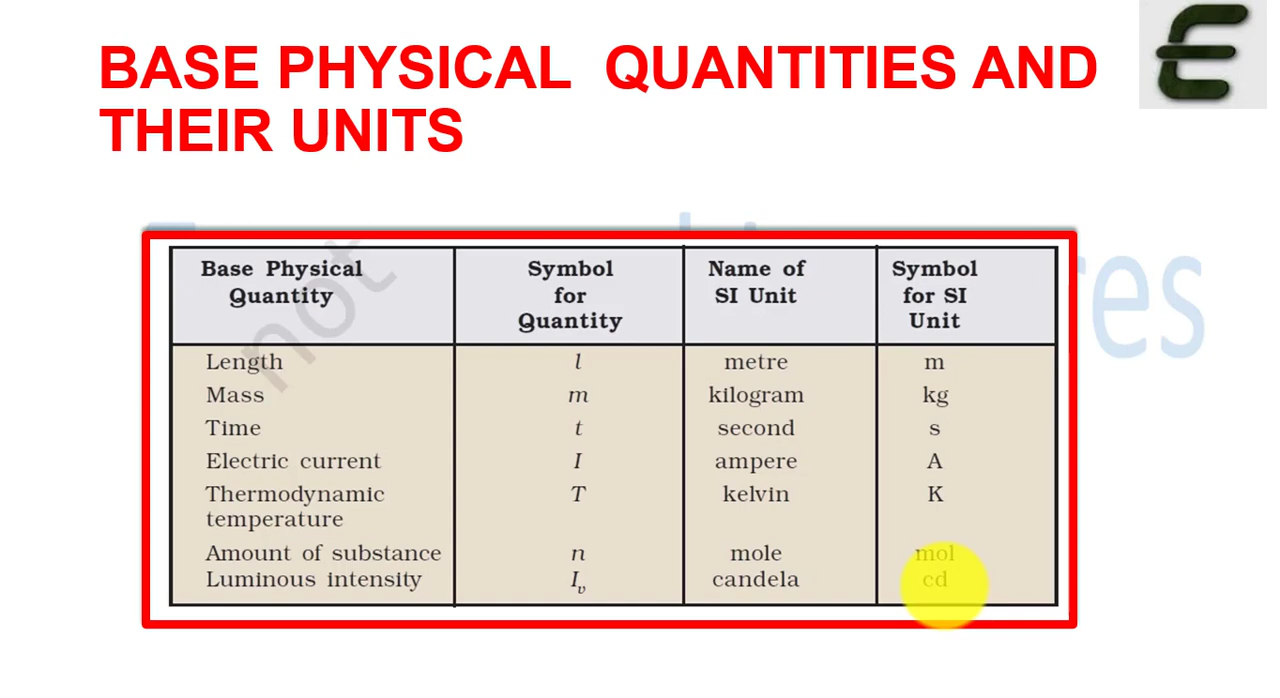 BASE PHYSICAL QUANTITIES AND
THEIR UNITS
Base Physical Quantity | Symbol for Quantity | Name of SI Unit | Symbol for SI Unit
Length | l | metre | m
Mass | m | kilogram | kg
Time | t | second | s
Electric current | I | ampere | A
Thermodynamic temperature | T | kelvin | K
Amount of substance | n | mole | mol
Luminous intensity | Iv | candela | cd
not